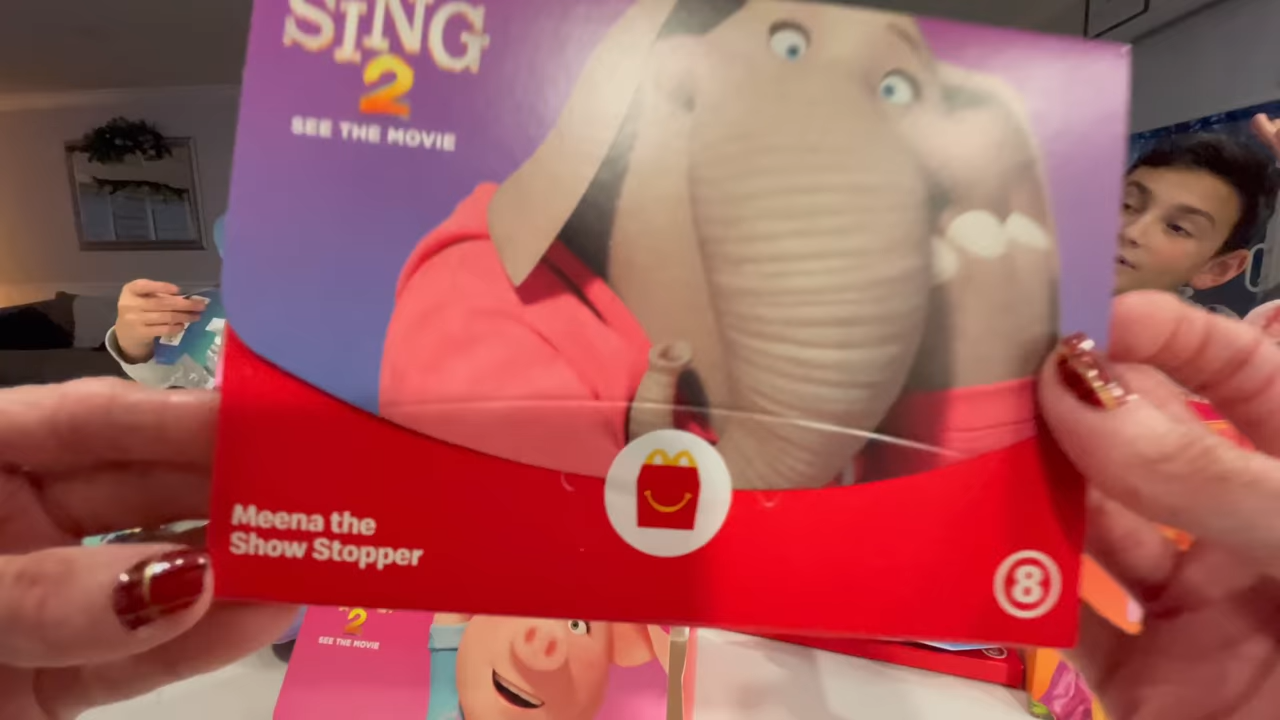 SING
2
SEE THE MOVIE
Meena the
Show Stopper
8
2
SEE THE MOVIE